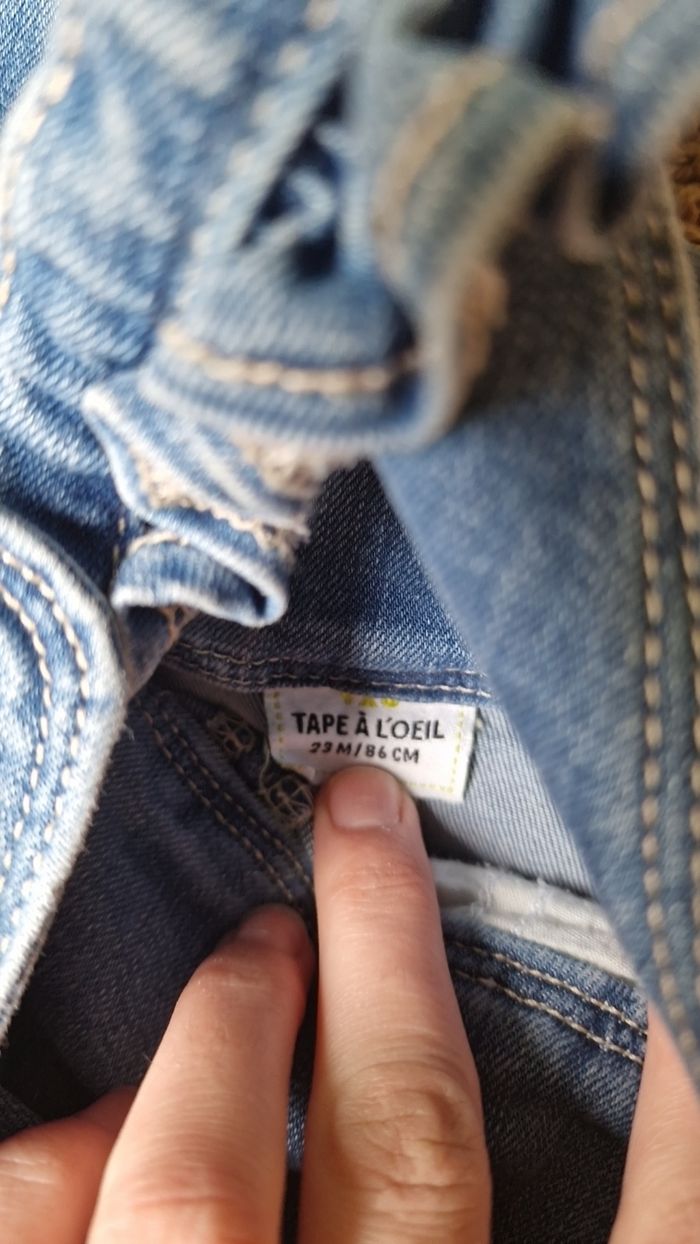 TAPE À L'OEIL
23 M/86 CM